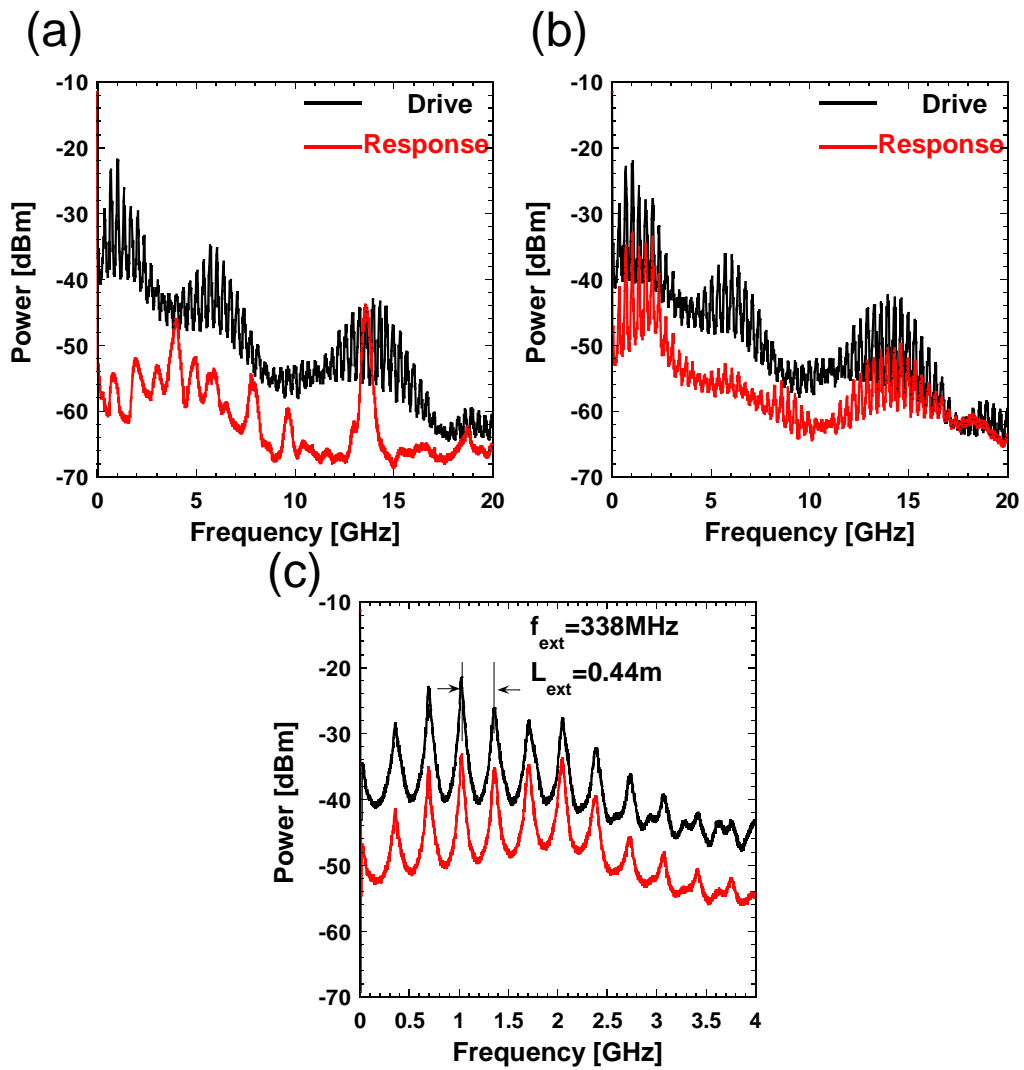 (a)
Drive
Response
-10
-20
-30
-40
-50
-60
-70
Power [dBm]
0 5 10 15 20
Frequency [GHz]
(b)
Drive
Response
-10
-20
-30
-40
-50
-60
-70
Power [dBm]
0 5 10 15 20
Frequency [GHz]
(c)
f_ext=338MHz
L_ext=0.44m
-10
-20
-30
-40
-50
-60
-70
Power [dBm]
0 0.5 1 1.5 2 2.5 3 3.5 4
Frequency [GHz]